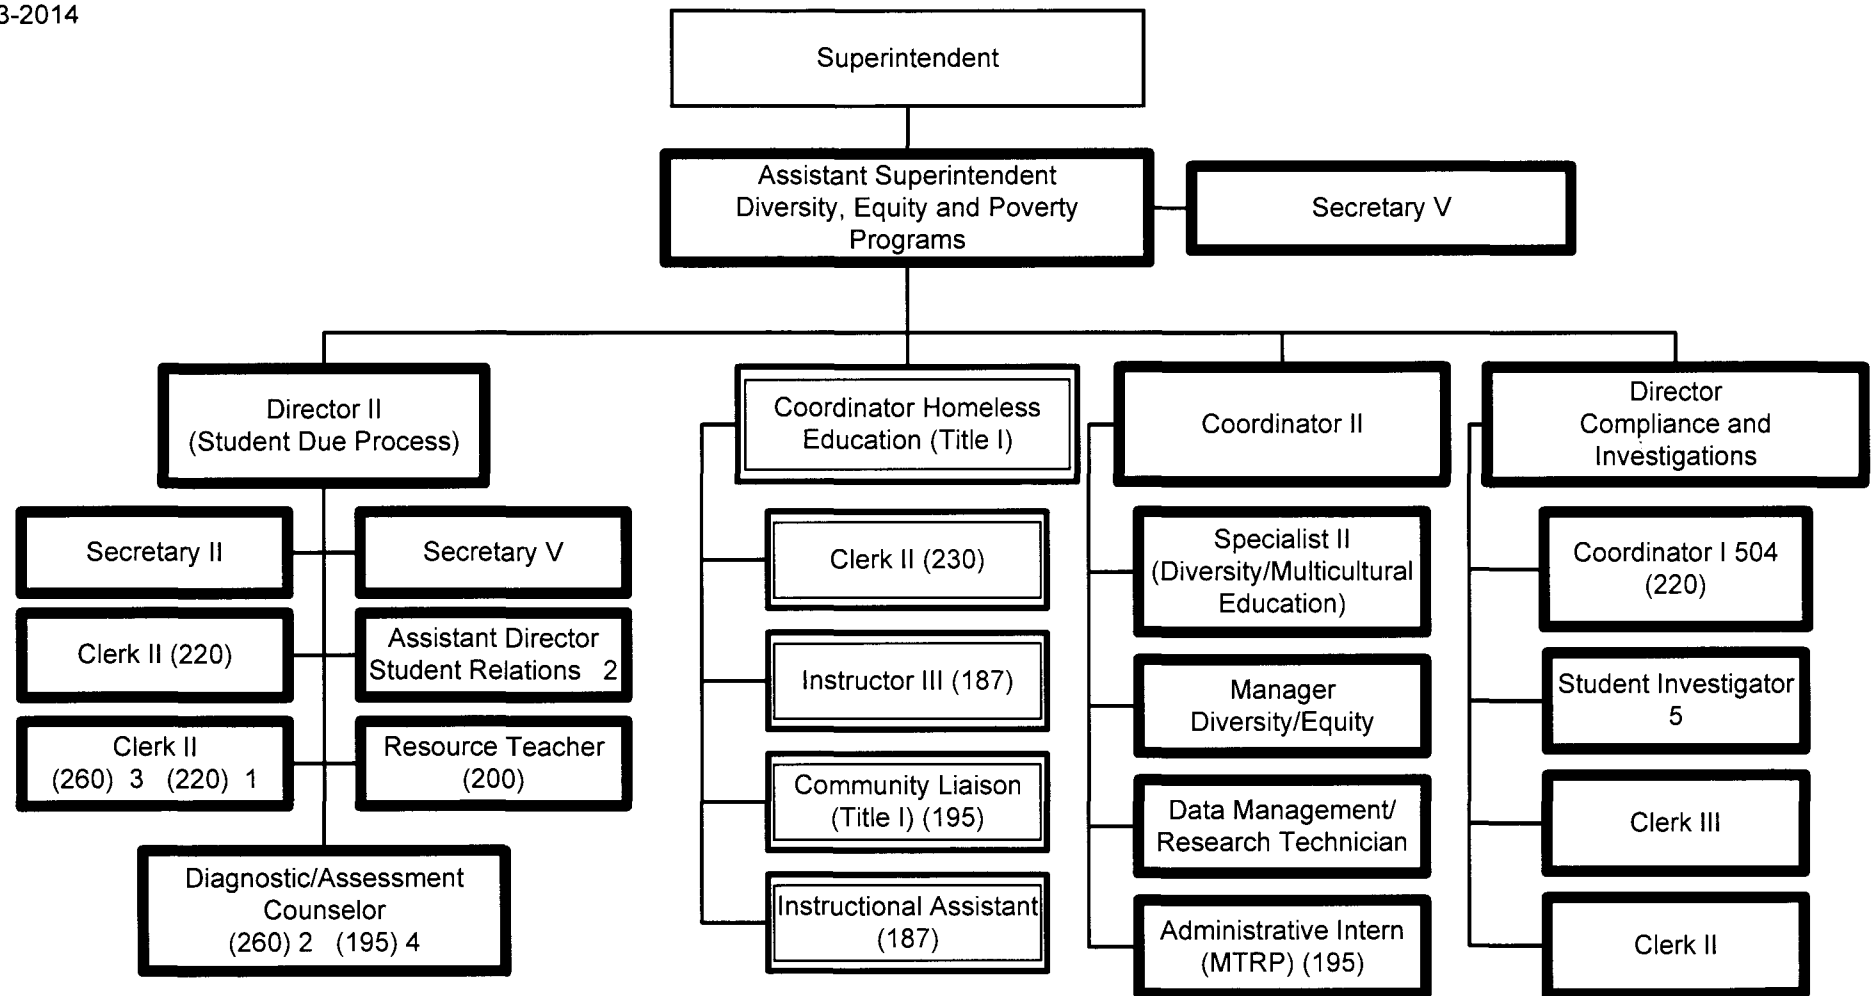 3-2014
Superintendent
Assistant Superintendent
Diversity, Equity and Poverty
Programs
Secretary V
Director II
(Student Due Process)
Secretary II
Secretary V
Clerk II (220)
Assistant Director
Student Relations 2
Clerk II
(260) 3 (220) 1
Resource Teacher
(200)
Diagnostic/Assessment
Counselor
(260) 2 (195) 4
Coordinator Homeless
Education (Title I)
Clerk II (230)
Instructor III (187)
Community Liaison
(Title I) (195)
Instructional Assistant
(187)
Coordinator II
Specialist II
(Diversity/Multicultural
Education)
Manager
Diversity/Equity
Data Management/
Research Technician
Administrative Intern
(MTRP) (195)
Director
Compliance and
Investigations
Coordinator I 504
(220)
Student Investigator
5
Clerk III
Clerk II